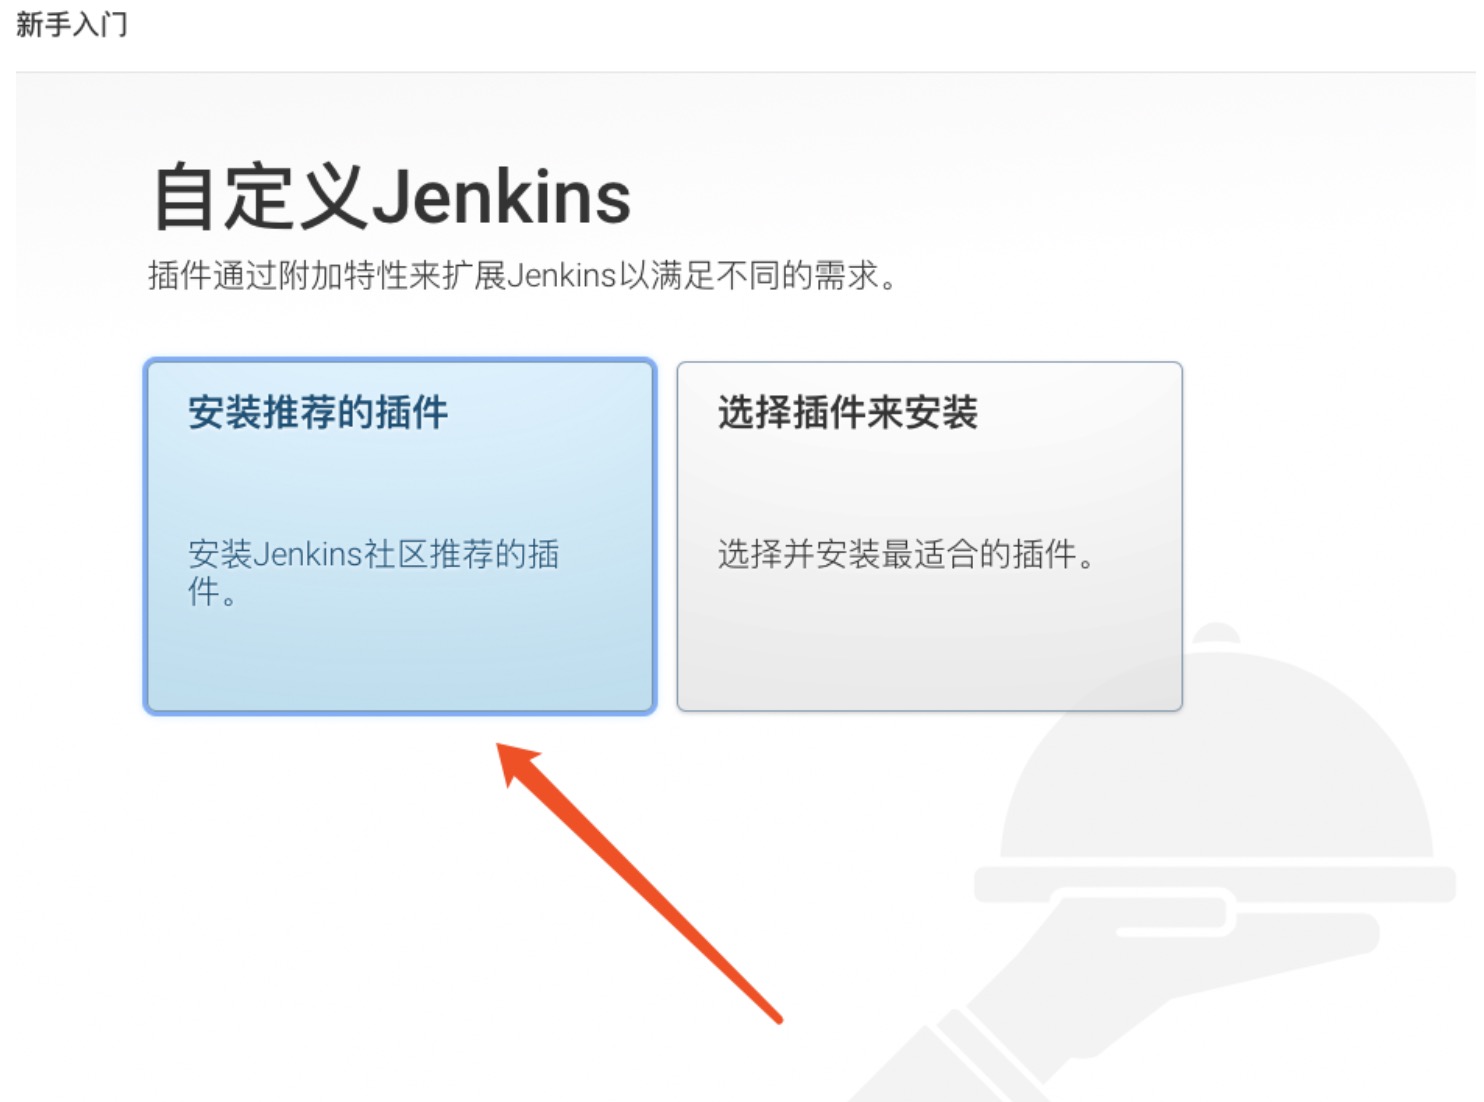 新手入门
自定义Jenkins
插件通过附加特性来扩展Jenkins以满足不同的需求。
安装推荐的插件
安装Jenkins社区推荐的插
件。
选择插件来安装
选择并安装最适合的插件。